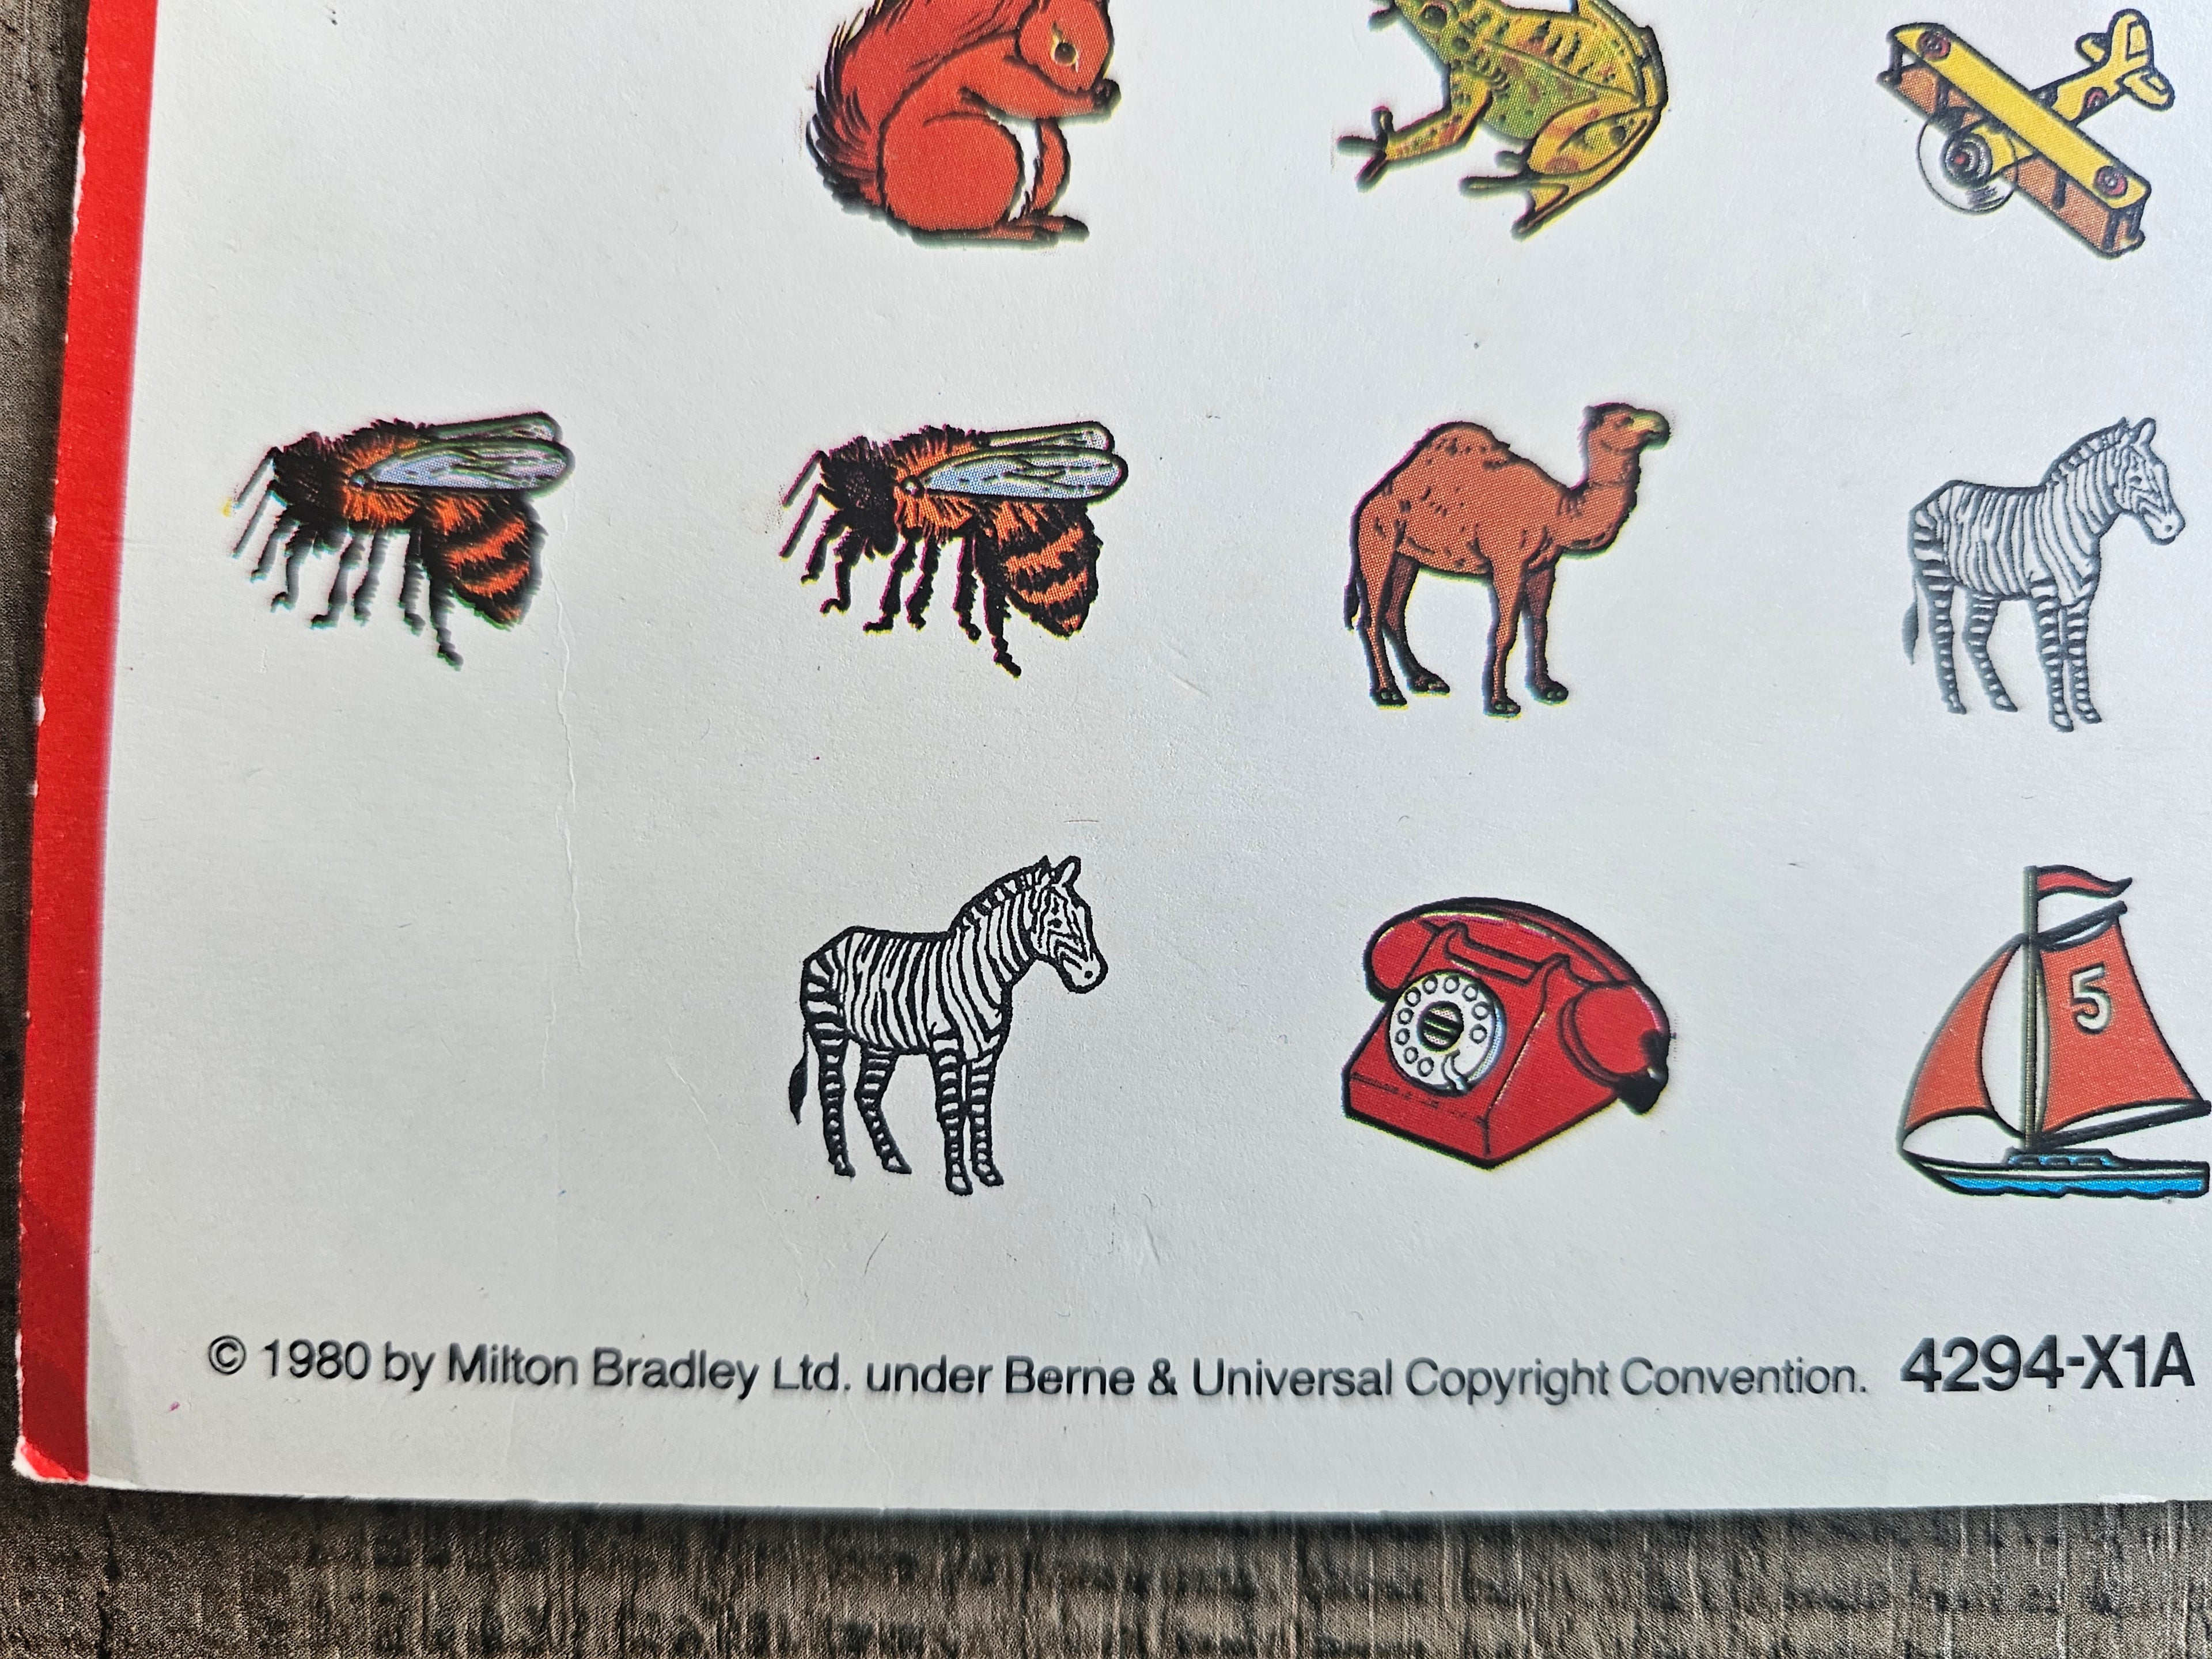 5
© 1980 by Milton Bradley Ltd. under Berne & Universal Copyright Convention. 4294-X1A